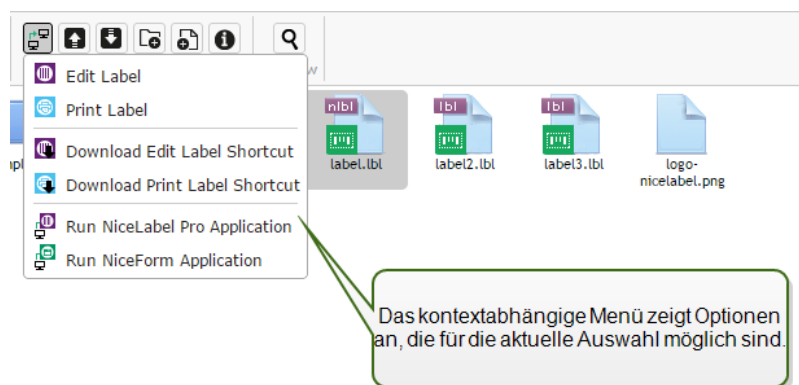 w
Edit Label
Print Label
Download Edit Label Shortcut
Download Print Label Shortcut
Run NiceLabel Pro Application
Run NiceForm Application
nlbl
lbl
lbl
label.lbl
label2.lbl
label3.lbl
logo-
nicelabel.png
Das kontextabhängige Menü zeigt Optionen
an, die für die aktuelle Auswahl möglich sind.